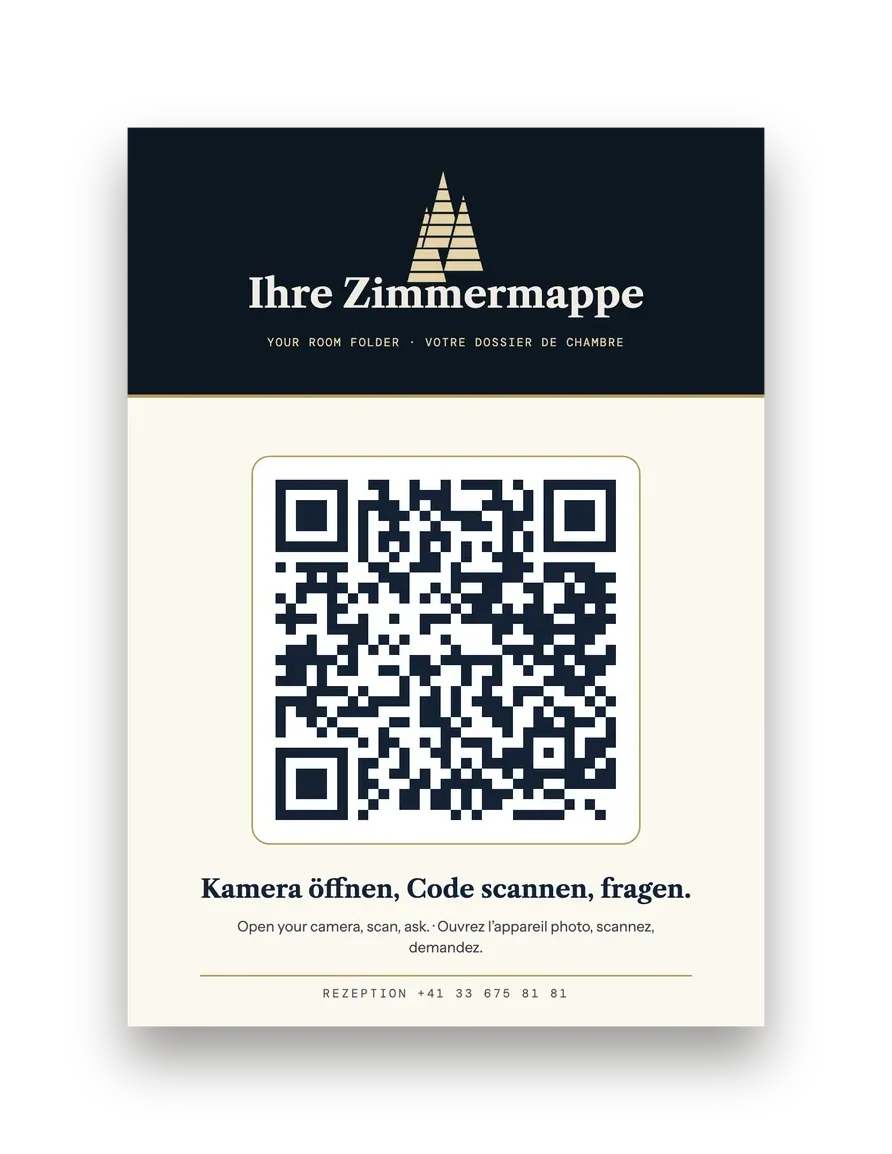 Ihre Zimmermappe
YOUR ROOM FOLDER · VOTRE DOSSIER DE CHAMBRE
Kamera öffnen, Code scannen, fragen.
Open your camera, scan, ask. · Ouvrez l’appareil photo, scannez,
demandez.
REZEPTION +41 33 675 81 81